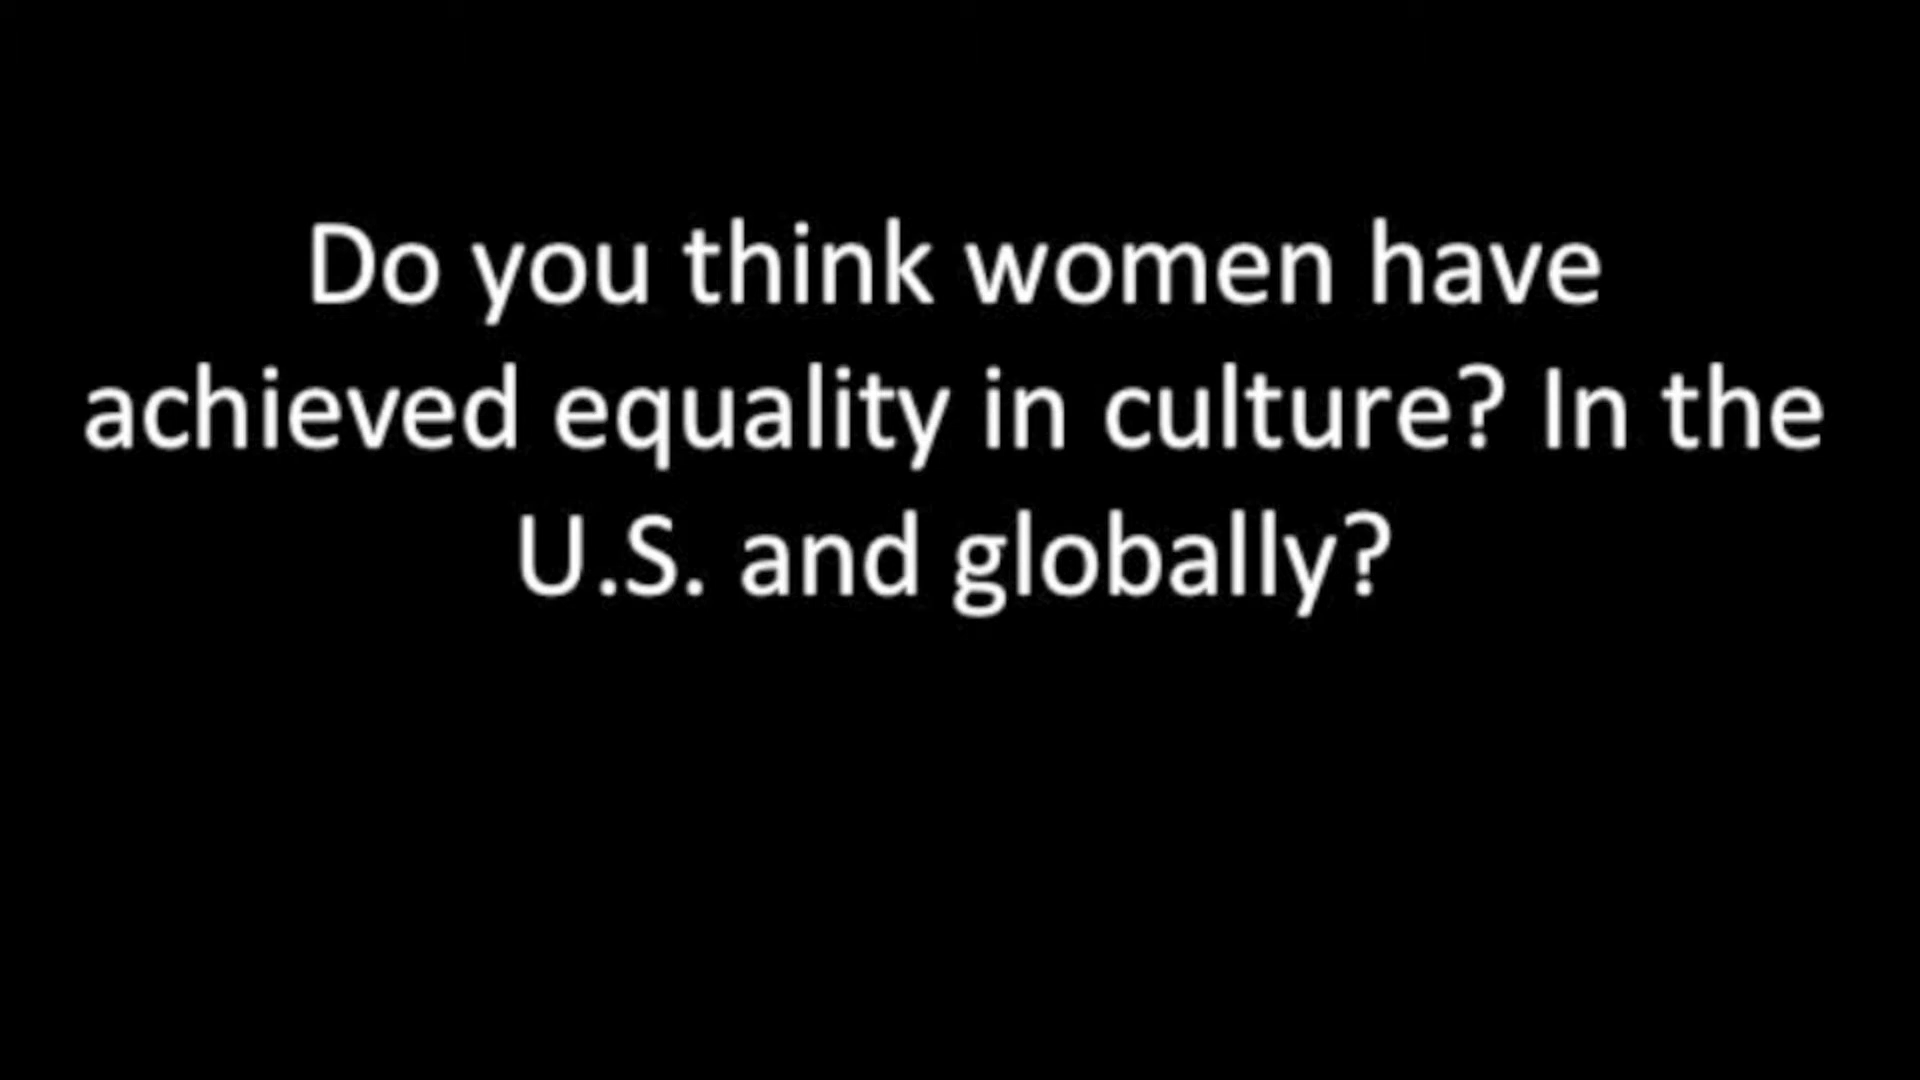 Do you think women have
achieved equality in culture? In the
U.S. and globally?